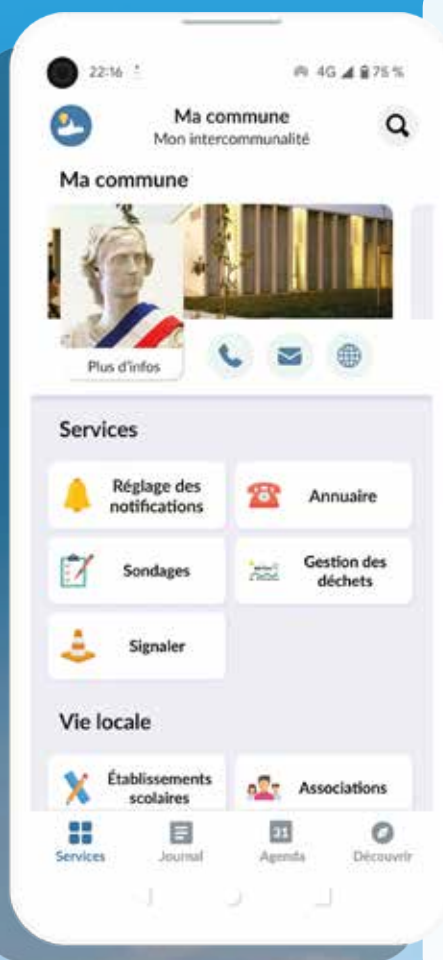 22:16
4G 75 %
Ma commune
Mon intercommunalité
Ma commune
Plus d'infos
Services
Réglage des
notifications
Annuaire
Sondages
Gestion des
déchets
Signaler
Vie locale
Établissements
scolaires
Associations
Services
Journal
31
Agenda
Découvrir